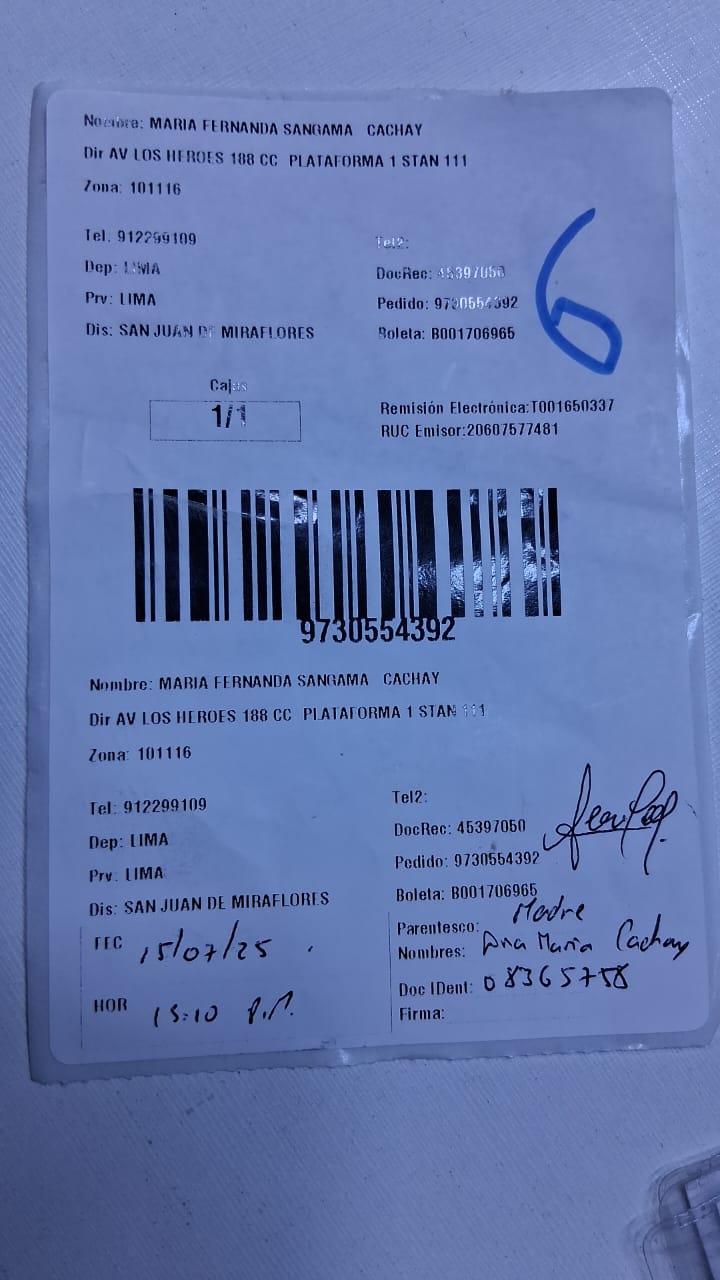 Nombre: MARIA FERNANDA SANGAMA CACHAY
Dir AV LOS HEROES 188 CC PLATAFORMA 1 STAN 111
Zona: 101116
Tel. 912299109 Tel2:
Dep: LIMA DocRec: 45397050
Prv: LIMA Pedido: 9730554392
Dis: SAN JUAN DE MIRAFLORES Boleta: B001706965
6
Cajas
1/1
Remisión Electrónica:T001650337
RUC Emisor:20607577481
9730554392
Nombre: MARIA FERNANDA SANGAMA CACHAY
Dir AV LOS HEROES 188 CC PLATAFORMA 1 STAN 111
Zona: 101116
Tel: 912299109 Tel2:
Dep: LIMA DocRec: 45397050
Prv: LIMA Pedido: 9730554392
Dis: SAN JUAN DE MIRAFLORES Boleta: B001706965
FEC 15/07/25
HOR 15:10 P.M.
Parentesco: Madre
Nombres: Ana Maria Cachay
Doc IDent: 08365758
Firma: